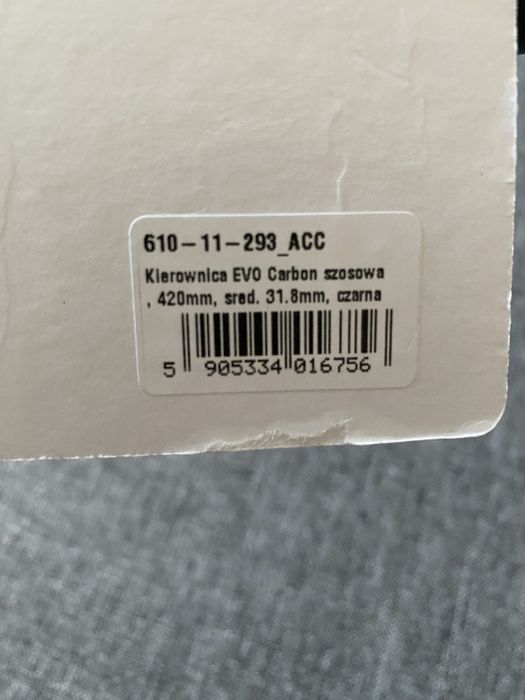 610-11-293_ACC
Kierownica EVO Carbon szosowa
, 420mm, sred. 31.8mm, czarna
5 905334 016756